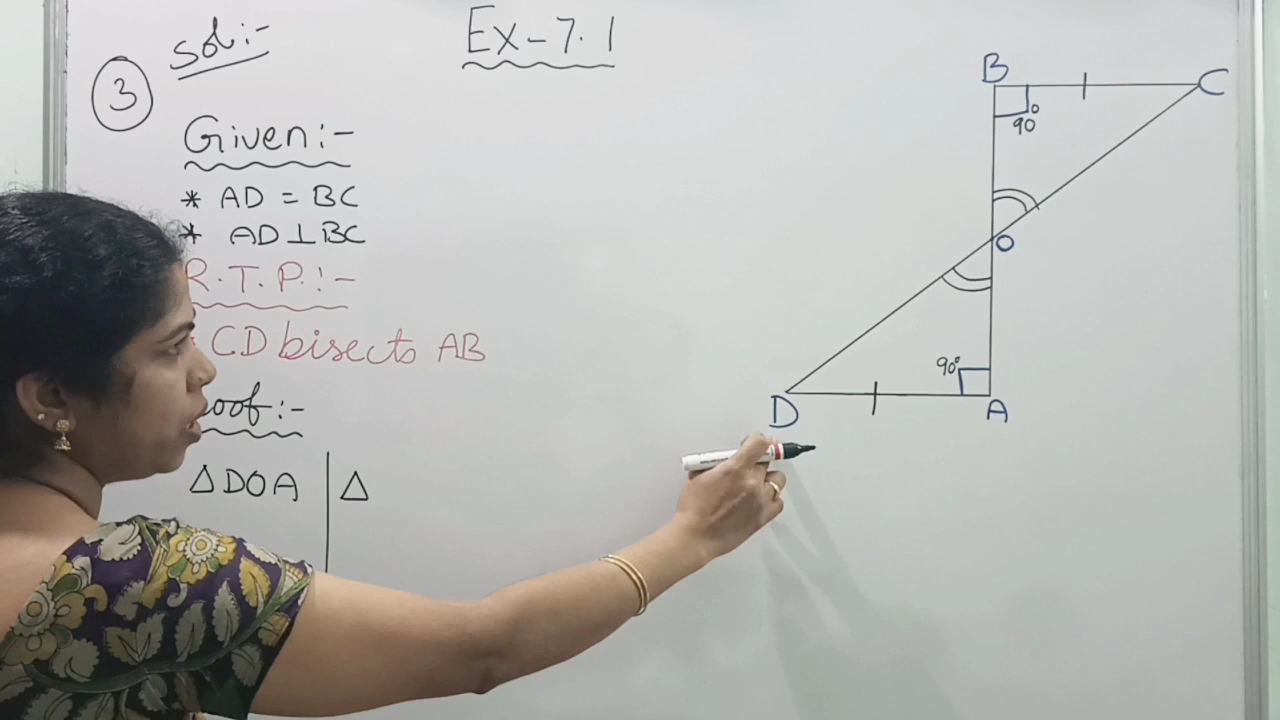 Ex-7.1
3 Sol:-
Given:-
* AD = BC
* AD⊥BC
R.T.P.:-
CD bisects AB
oof:-
ΔDOA | Δ
B
C
90°
O
90°
D
A